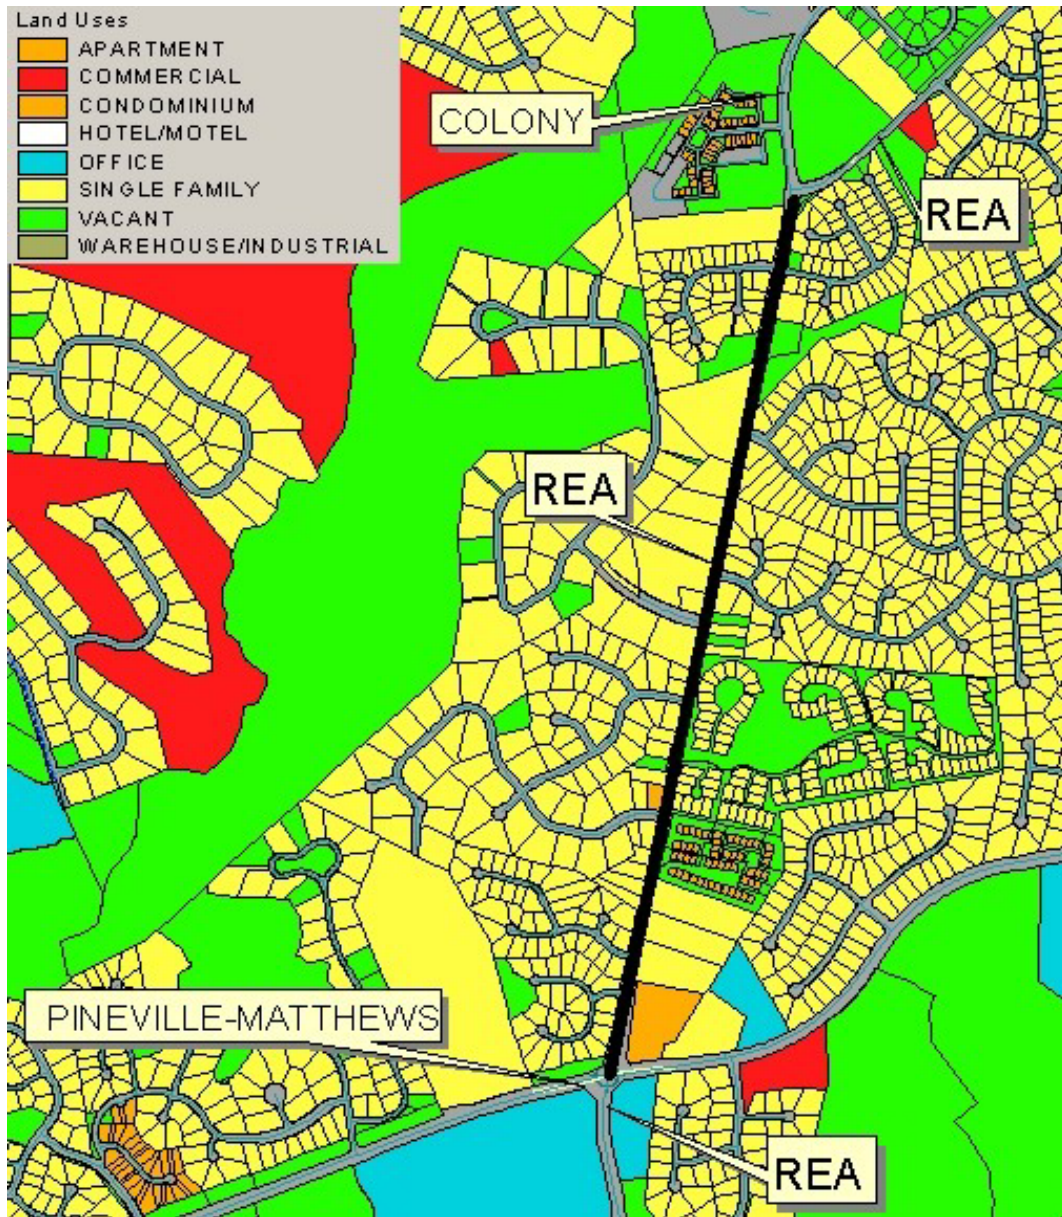 Land Uses
APARTMENT
COMMERCIAL
CONDOMINIUM
HOTEL/MOTEL
OFFICE
SINGLE FAMILY
VACANT
WAREHOUSE/INDUSTRIAL
COLONY
REA
REA
PINEVILLE-MATTHEWS
REA